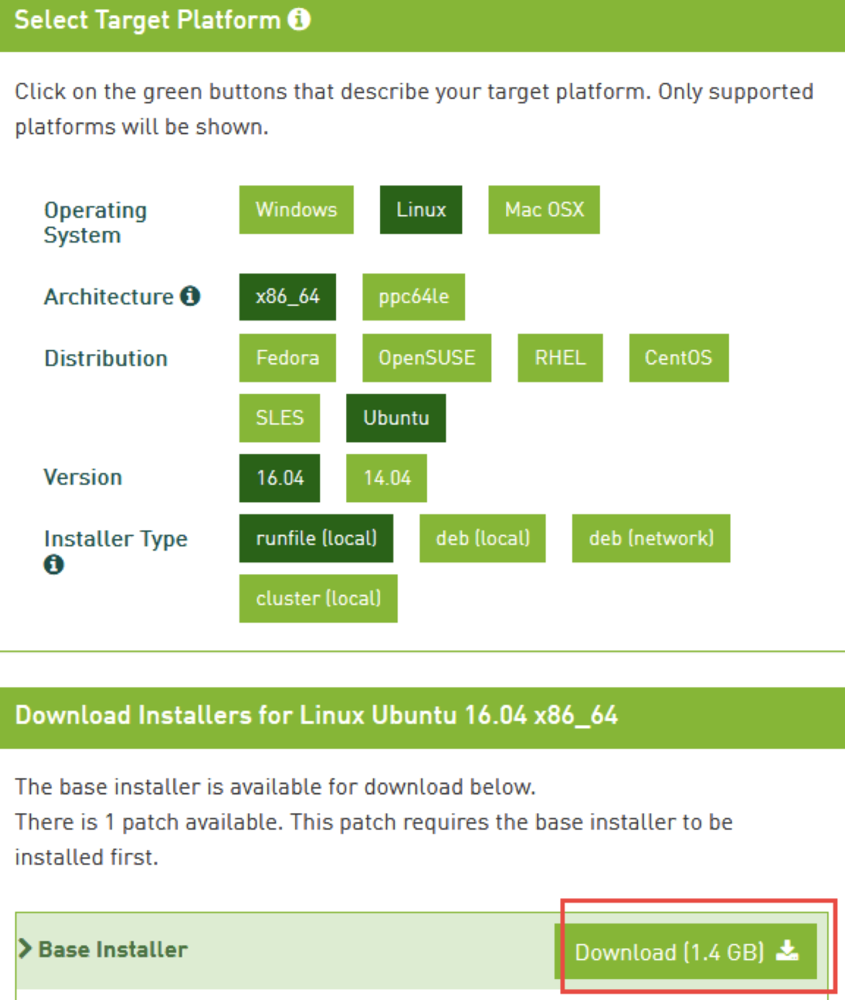 Select Target Platform
Click on the green buttons that describe your target platform. Only supported
platforms will be shown.
Operating
System
Windows
Linux
Mac OSX
Architecture
x86_64
ppc64le
Distribution
Fedora
OpenSUSE
RHEL
CentOS
SLES
Ubuntu
Version
16.04
14.04
Installer Type
runfile (local)
deb (local)
deb (network)
cluster (local)
Download Installers for Linux Ubuntu 16.04 x86_64
The base installer is available for download below.
There is 1 patch available. This patch requires the base installer to be
installed first.
Base Installer
Download (1.4 GB)